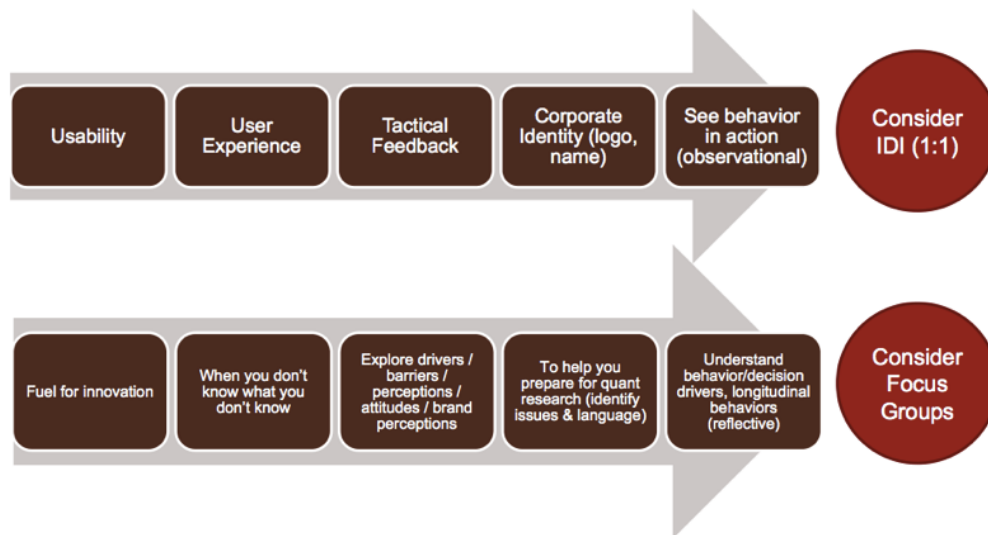 Usability
User
Experience
Tactical
Feedback
Corporate
Identity (logo,
name)
See behavior
in action
(observational)
Consider
IDI (1:1)
Fuel for innovation
When you don't
know what you
don't know
Explore drivers /
barriers /
perceptions /
attitudes / brand
perceptions
To help you
prepare for quant
research (identify
issues & language)
Understand
behavior/decision
drivers, longitudinal
behaviors
(reflective)
Consider
Focus
Groups